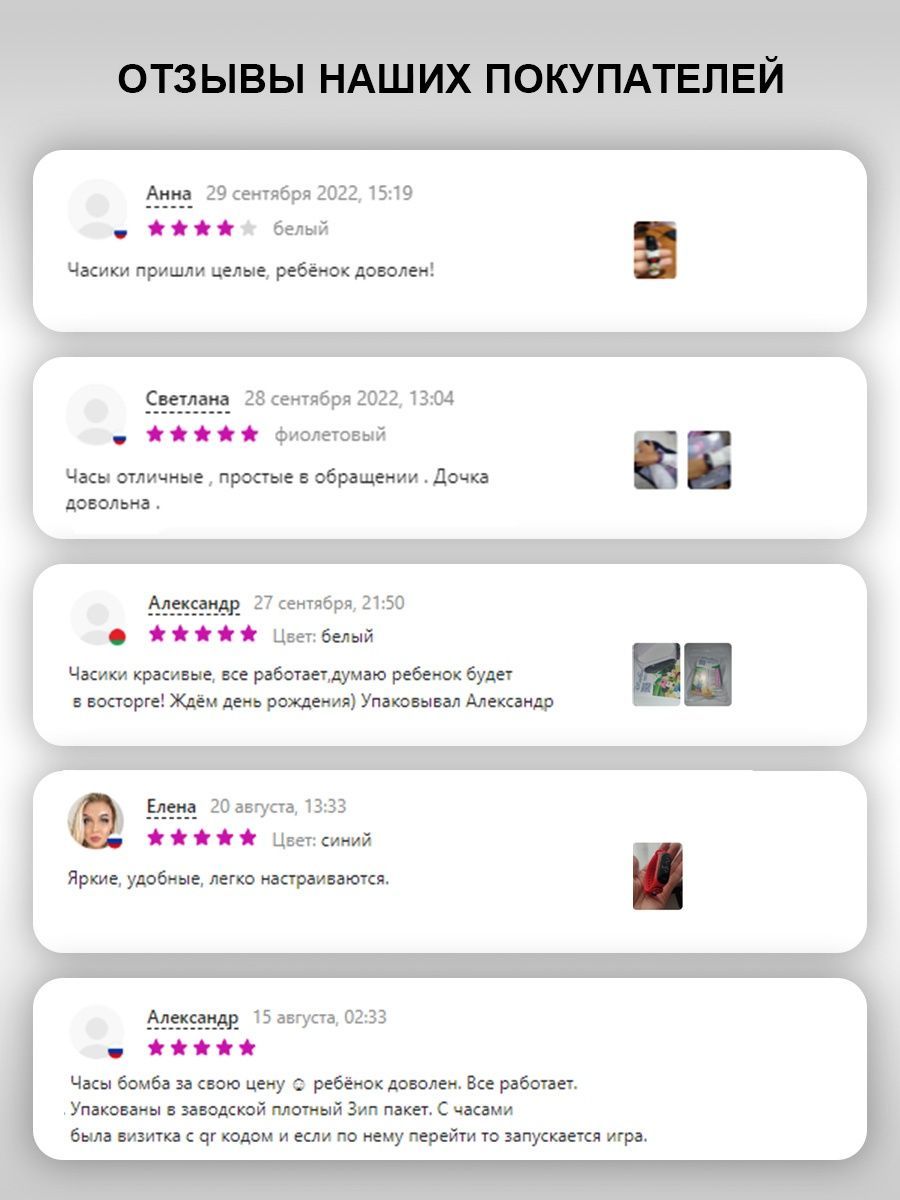 ОТЗЫВЫ НАШИХ ПОКУПАТЕЛЕЙ
Анна 29 сентября 2022, 15:19
белый
Часики пришли целые, ребёнок доволен!
Светлана 28 сентября 2022, 13:04
фиолетовый
Часы отличные , простые в обращении . Дочка
довольна .
Александр 27 сентября, 21:50
Цвет: белый
Часики красивые, все работает,думаю ребенок будет
в восторге! Ждём день рождения) Упаковывал Александр
Елена 20 августа, 13:33
Цвет: синий
Яркие, удобные, легко настраиваются.
Александр 15 августа, 02:33
Часы бомба за свою цену ☺ ребёнок доволен. Все работает.
. Упакованы в заводской плотный Зип пакет. С часами
была визитка с qr кодом и если по нему перейти то запускается игра.